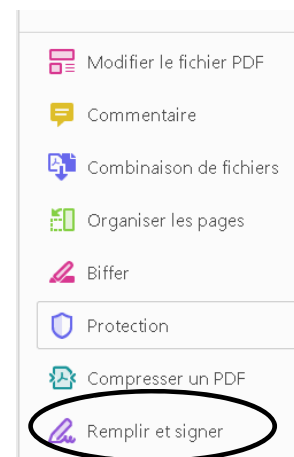 Modifier le fichier PDF
Commentaire
Combinaison de fichiers
Organiser les pages
Biffer
Protection
Compresser un PDF
Remplir et signer